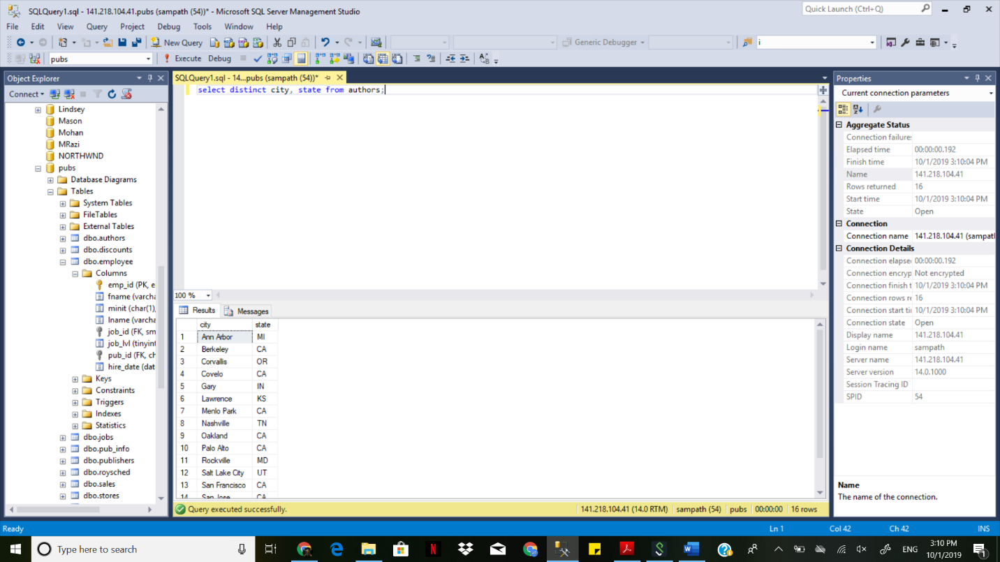 SQLQuery1.sql - 141.218.104.41.pubs (sampath (54))* - Microsoft SQL Server Management Studio
Quick Launch (Ctrl+Q)
File Edit View Query Project Debug Tools Window Help
New Query
Generic Debugger
i
pubs
Execute Debug
Object Explorer
Connect
Lindsey
Mason
Mohan
MRazi
NORTHWND
pubs
Database Diagrams
Tables
System Tables
FileTables
External Tables
dbo.authors
dbo.discounts
dbo.employee
Columns
emp_id (PK, e
fname (varcha
minit (char(1),
lname (varcha
job_id (FK, sm
job_lvl (tinyint
pub_id (FK, ch
hire_date (dat
Keys
Constraints
Triggers
Indexes
Statistics
dbo.jobs
dbo.pub_info
dbo.publishers
dbo.roysched
dbo.sales
dbo.stores
SQLQuery1.sql - 14...pubs (sampath (54))*
select distinct city, state from authors;
100 %
Results Messages
city state
1 Ann Arbor MI
2 Berkeley CA
3 Corvallis OR
4 Covelo CA
5 Gary IN
6 Lawrence KS
7 Menlo Park CA
8 Nashville TN
9 Oakland CA
10 Palo Alto CA
11 Rockville MD
12 Salt Lake City UT
13 San Francisco CA
14 San Jose CA
Query executed successfully.
141.218.104.41 (14.0 RTM) sampath (54) pubs 00:00:00 16 rows
Properties
Current connection parameters
Aggregate Status
Connection failures
Elapsed time 00:00:00.192
Finish time 10/1/2019 3:10:04 PM
Name 141.218.104.41
Rows returned 16
Start time 10/1/2019 3:10:04 PM
State Open
Connection
Connection name 141.218.104.41 (sampath
Connection Details
Connection elapse 00:00:00.192
Connection encryp Not encrypted
Connection finish t 10/1/2019 3:10:04 PM
Connection rows re 16
Connection start ti 10/1/2019 3:10:04 PM
Connection state Open
Display name 141.218.104.41
Login name sampath
Server name 141.218.104.41
Server version 14.0.1000
Session Tracing ID
SPID 54
Name
The name of the connection.
Ready
Ln 1 Col 42 Ch 42 INS
Type here to search
ENG
3:10 PM
10/1/2019
1